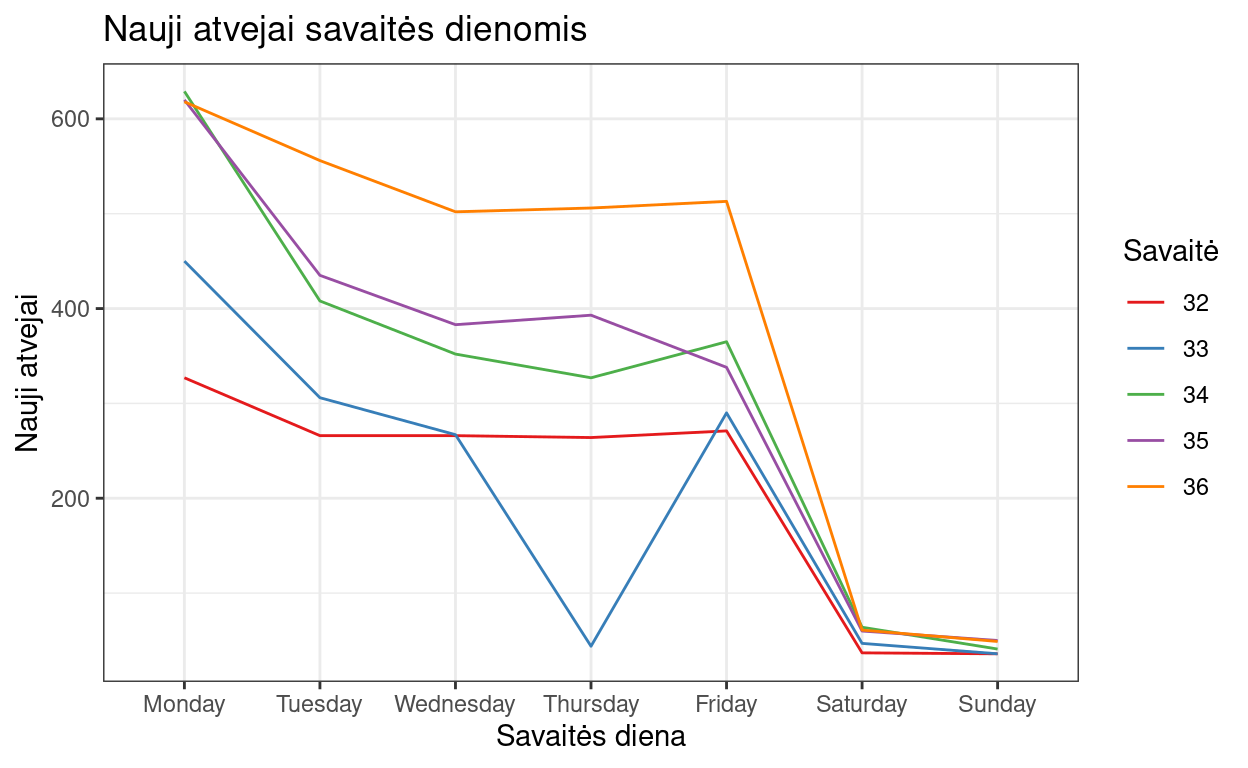 Nauji atvejai savaitės dienomis
Nauji atvejai
600
400
200
Monday Tuesday Wednesday Thursday Friday Saturday Sunday
Savaitės diena
Savaitė
32
33
34
35
36